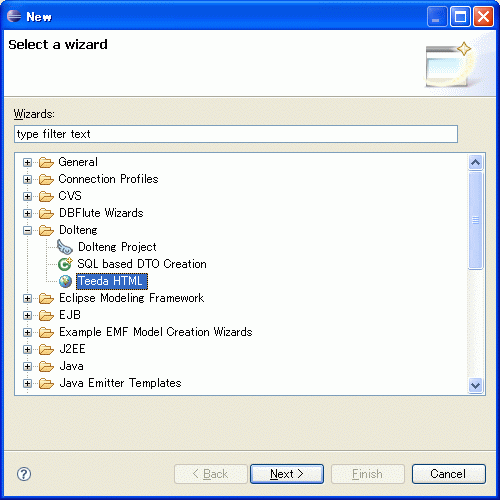 New
Select a wizard
Wizards:
type filter text
General
Connection Profiles
CVS
DBFlute Wizards
Dolteng
Dolteng Project
SQL based DTO Creation
Teeda HTML
Eclipse Modeling Framework
EJB
Example EMF Model Creation Wizards
J2EE
Java
Java Emitter Templates
? < Back Next > Finish Cancel